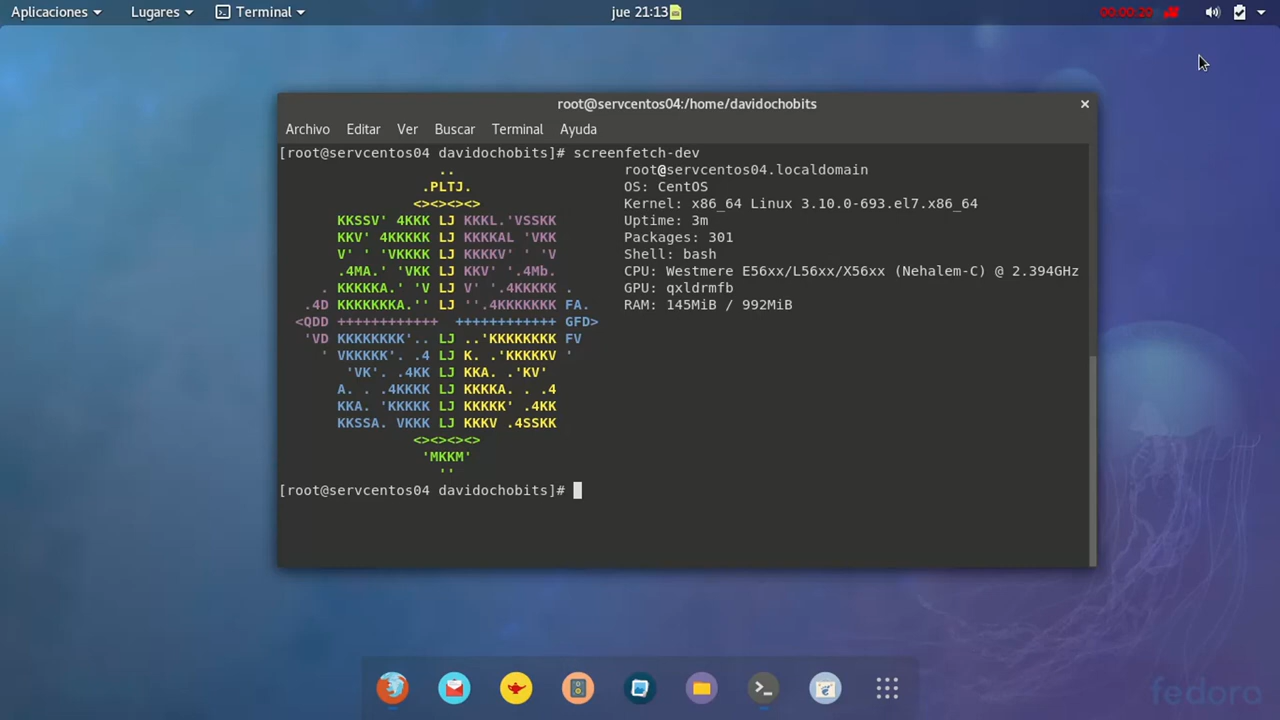 Aplicaciones Lugares Terminal jue 21:13 00:00:20
root@servcentos04:/home/davidochobits
Archivo Editar Ver Buscar Terminal Ayuda
[root@servcentos04 davidochobits]# screenfetch-dev
.. root@servcentos04.localdomain
.PLTJ. OS: CentOS
<><><><> Kernel: x86_64 Linux 3.10.0-693.el7.x86_64
KKSSV' 4KKK LJ KKKL.'VSSKK Uptime: 3m
KKV' 4KKKKK LJ KKKKAL 'VKK Packages: 301
V' ' 'VKKKK LJ KKKKV' ' 'V Shell: bash
.4MA.' 'VKK LJ KKV' '.4Mb. CPU: Westmere E56xx/L56xx/X56xx (Nehalem-C) @ 2.394GHz
. KKKKKA.' 'V LJ V' '.4KKKKK . GPU: qxldrmfb
.4D KKKKKKKA.'' LJ ''.4KKKKKKK FA. RAM: 145MiB / 992MiB
<QDD ++++++++++++ ++++++++++++ GFD>
'VD KKKKKKKK'.. LJ ..'KKKKKKKK FV
' VKKKKK'. .4 LJ K. .'KKKKKV '
'VK'. .4KK LJ KKA. .'KV'
A. . .4KKKK LJ KKKKA. . .4
KKA. 'KKKKK LJ KKKKK' .4KK
KKSSA. VKKK LJ KKKV .4SSKK
<><><><>
'MKKM'
''
[root@servcentos04 davidochobits]#
fedora